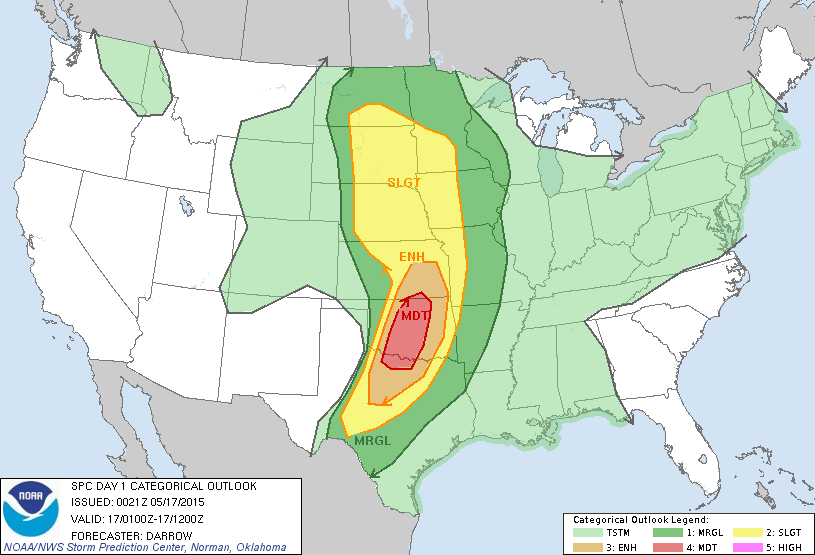 SLGT
ENH
MDT
MRGL
NOAA
SPC DAY 1 CATEGORICAL OUTLOOK
ISSUED: 0021Z 05/17/2015
VALID: 17/0100Z-17/1200Z
FORECASTER: DARROW
NOAA/NWS Storm Prediction Center, Norman, Oklahoma
Categorical Outlook Legend:
TSTM 1: MRGL 2: SLGT
3: ENH 4: MDT 5: HIGH